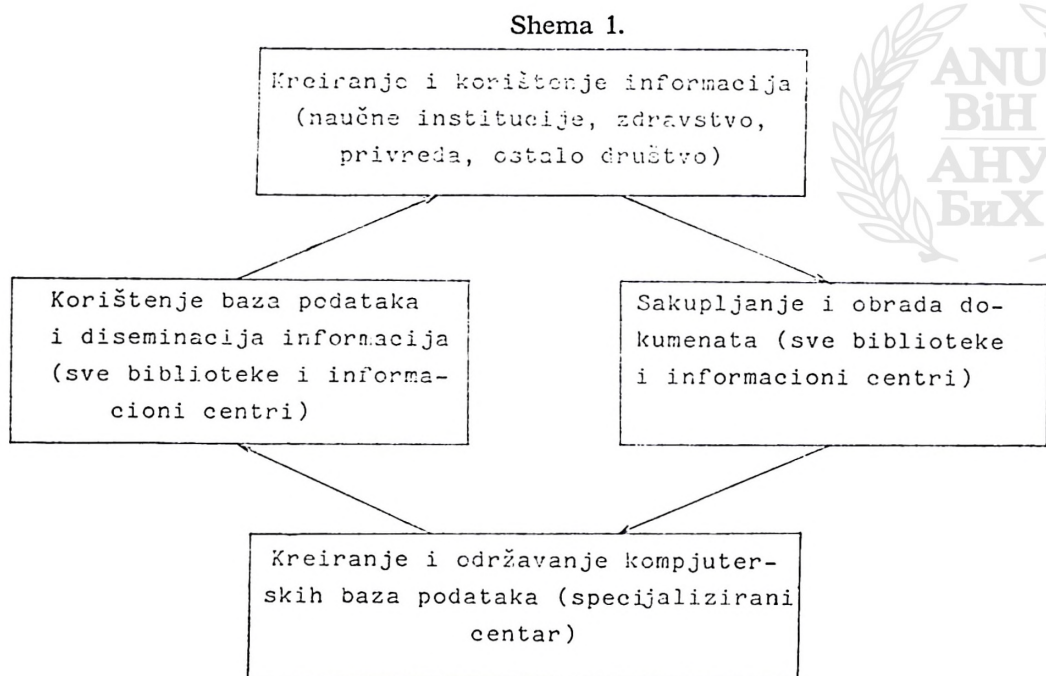 Shema 1.
ANU
BiH
АНУ
БиХ
Kreiranje i korištenje informacija
(naučne institucije, zdravstvo,
privreda, ostalo društvo)
Korištenje baza podataka
i diseminacija informacija
(sve biblioteke i informa-
cioni centri)
Sakupljanje i obrada do-
kumenata (sve biblioteke
i informacioni centri)
Kreiranje i održavanje kompjuter-
skih baza podataka (specijalizirani
centar)